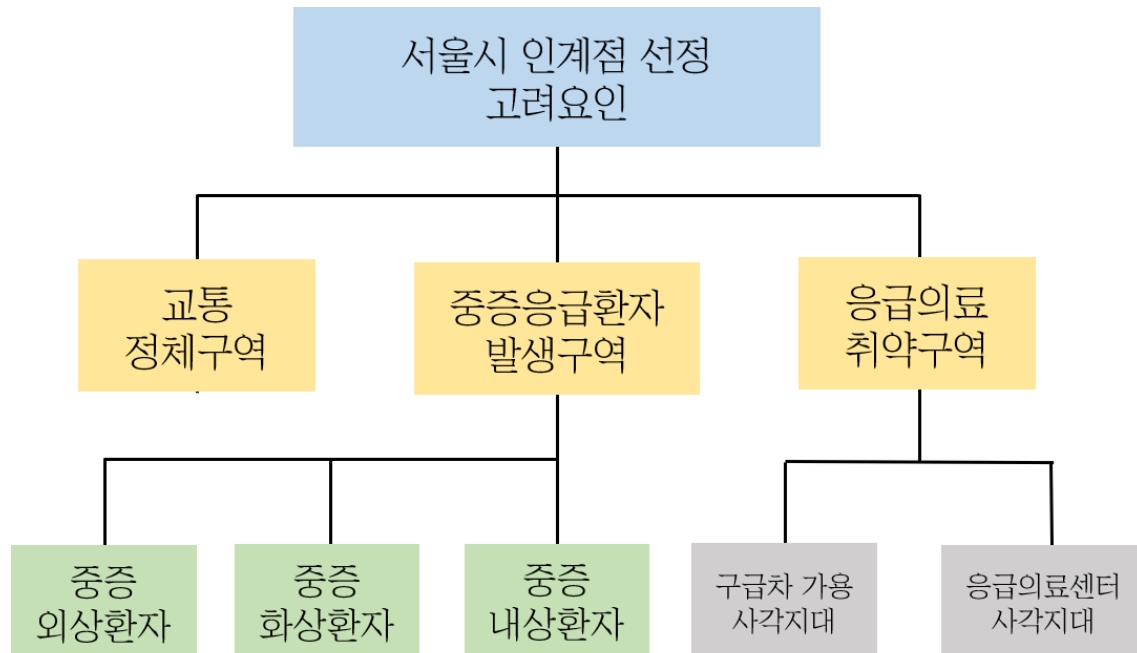 서울시 인계점 선정
고려요인
교통
정체구역
중증응급환자
발생구역
응급의료
취약구역
중증
외상환자
중증
화상환자
중증
내상환자
구급차 가용
사각지대
응급의료센터
사각지대